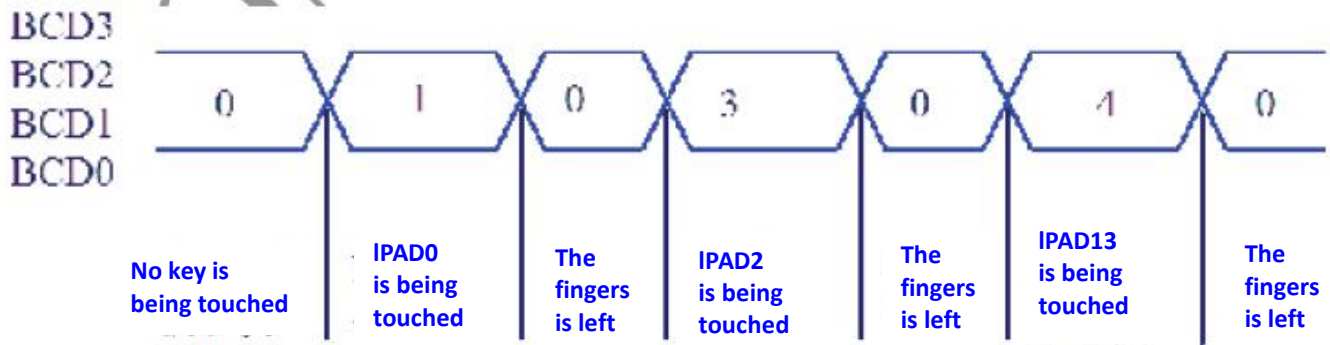 BCD3
BCD2
BCD1
BCD0
0 1 0 3 0 4 0
No key is
being touched
IPAD0
is being
touched
The
fingers
is left
IPAD2
is being
touched
The
fingers
is left
IPAD13
is being
touched
The
fingers
is left